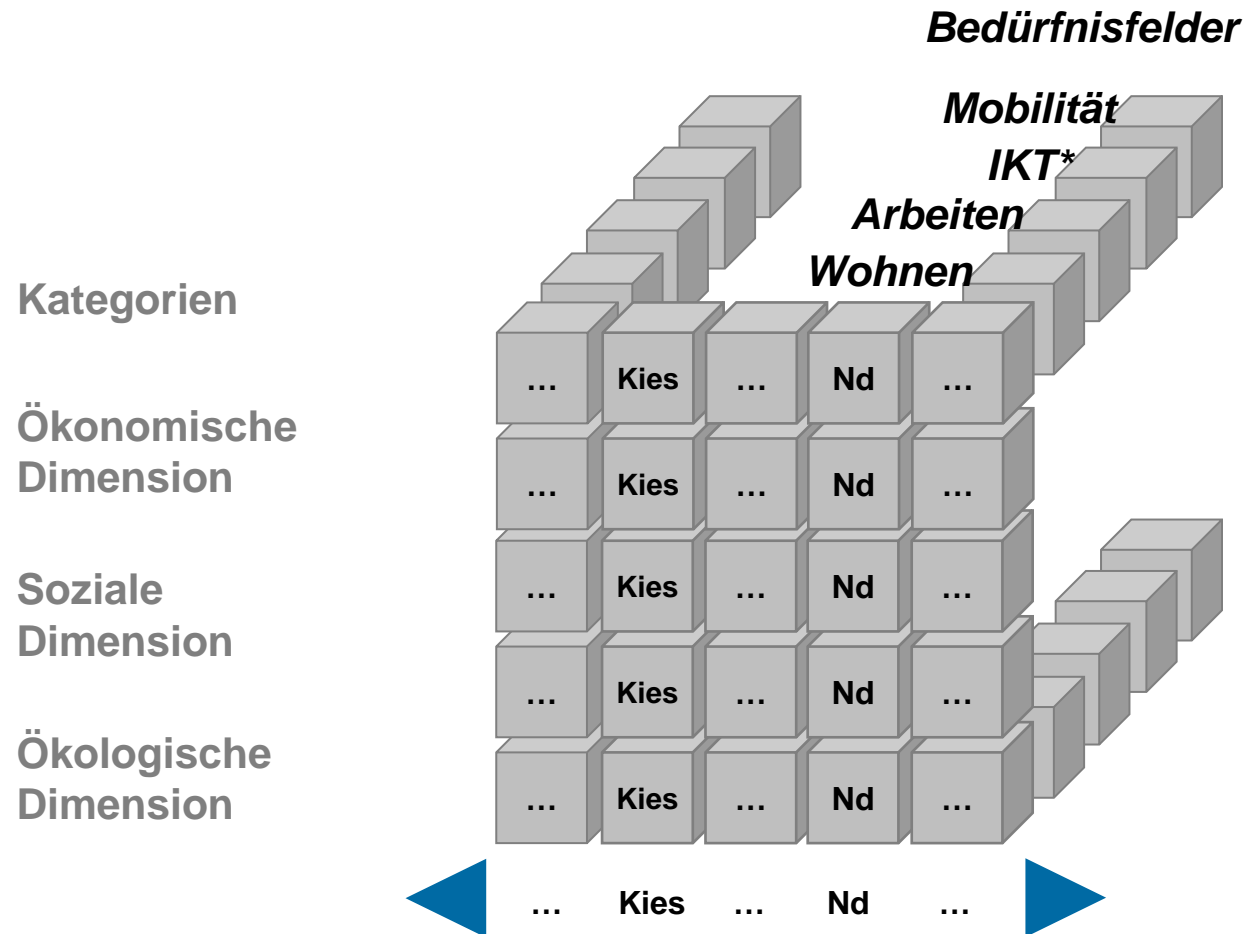 Bedürfnisfelder
Mobilität
IKT*
Arbeiten
Wohnen
Kategorien
… Kies … Nd …
Ökonomische
Dimension
… Kies … Nd …
Soziale
Dimension
… Kies … Nd …
… Kies … Nd …
Ökologische
Dimension
… Kies … Nd …
… Kies … Nd …